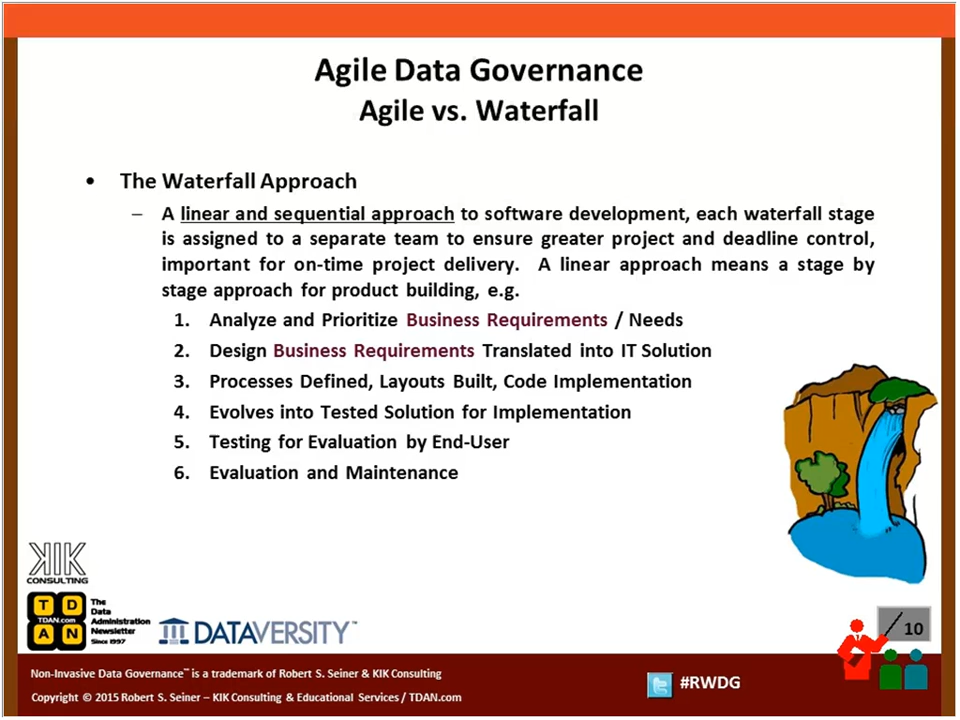 Agile Data Governance
Agile vs. Waterfall
• The Waterfall Approach
– A linear and sequential approach to software development, each waterfall stage
is assigned to a separate team to ensure greater project and deadline control,
important for on-time project delivery. A linear approach means a stage by
stage approach for product building, e.g.
1. Analyze and Prioritize Business Requirements / Needs
2. Design Business Requirements Translated into IT Solution
3. Processes Defined, Layouts Built, Code Implementation
4. Evolves into Tested Solution for Implementation
5. Testing for Evaluation by End-User
6. Evaluation and Maintenance
KIK
CONSULTING
T D
TDAN.com
A N
The
Data
Administration
Newsletter
Since 1997
DATAVERSITY™
/ 10
Non-Invasive Data Governance™ is a trademark of Robert S. Seiner & KIK Consulting
Copyright © 2015 Robert S. Seiner – KIK Consulting & Educational Services / TDAN.com
#RWDG